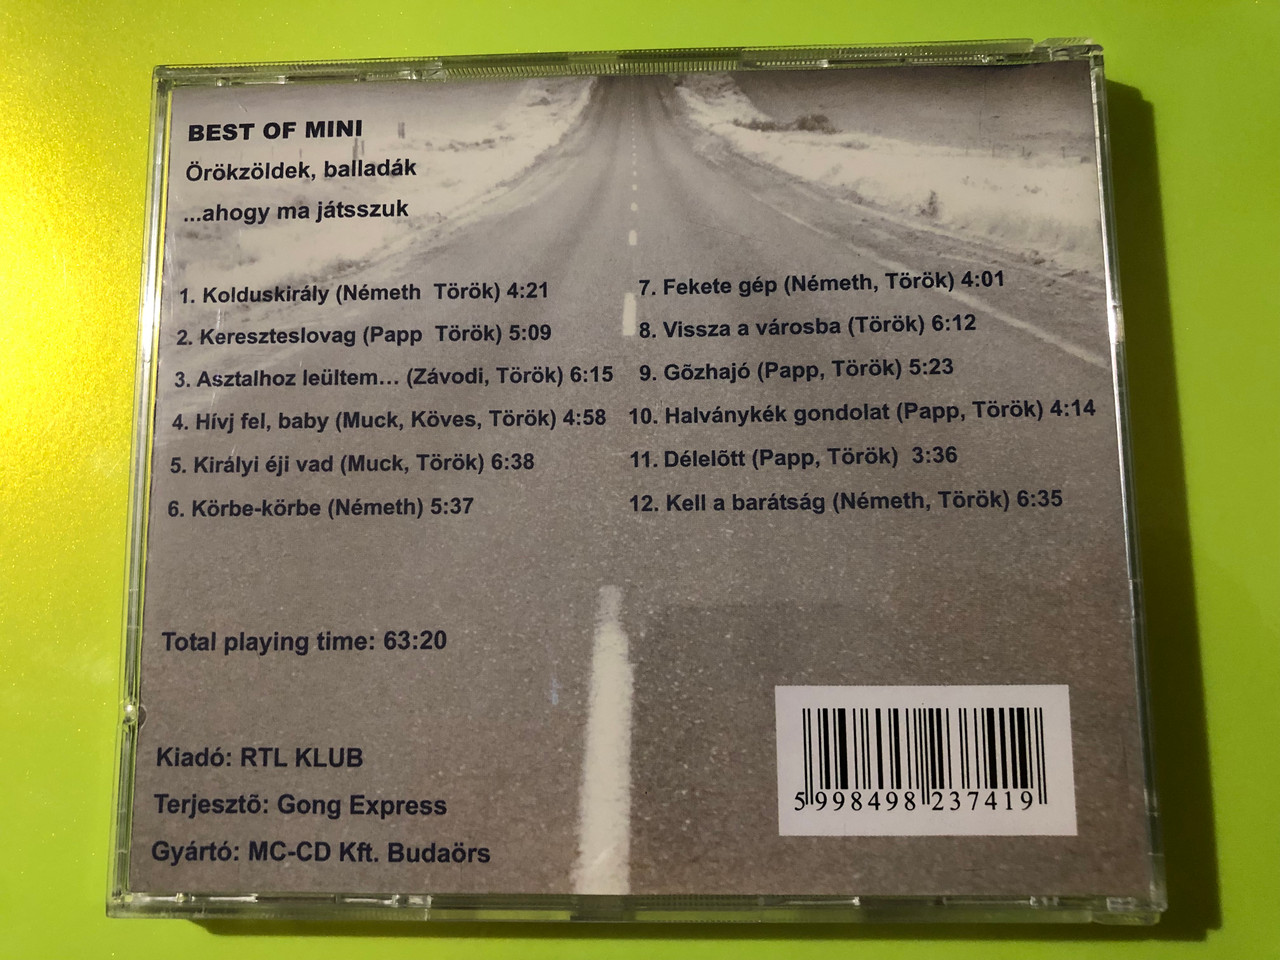 BEST OF MINI
Örökzöldek, balladák
...ahogy ma játsszuk
1. Kolduskirály (Németh  Török) 4:21
2. Kereszteslovag (Papp  Török) 5:09
3. Asztalhoz leültem... (Závodi, Török) 6:15
4. Hívj fel, baby (Muck, Köves, Török) 4:58
5. Királyi éji vad (Muck, Török) 6:38
6. Körbe-körbe (Németh) 5:37
7. Fekete gép (Németh, Török) 4:01
8. Vissza a városba (Török) 6:12
9. Gõzhajó (Papp, Török) 5:23
10. Halványkék gondolat (Papp, Török) 4:14
11. Délelõtt (Papp, Török)  3:36
12. Kell a barátság (Németh, Török) 6:35
Total playing time: 63:20
Kiadó: RTL KLUB
Terjesztõ: Gong Express
Gyártó: MC-CD Kft. Budaörs
5 998498 237419